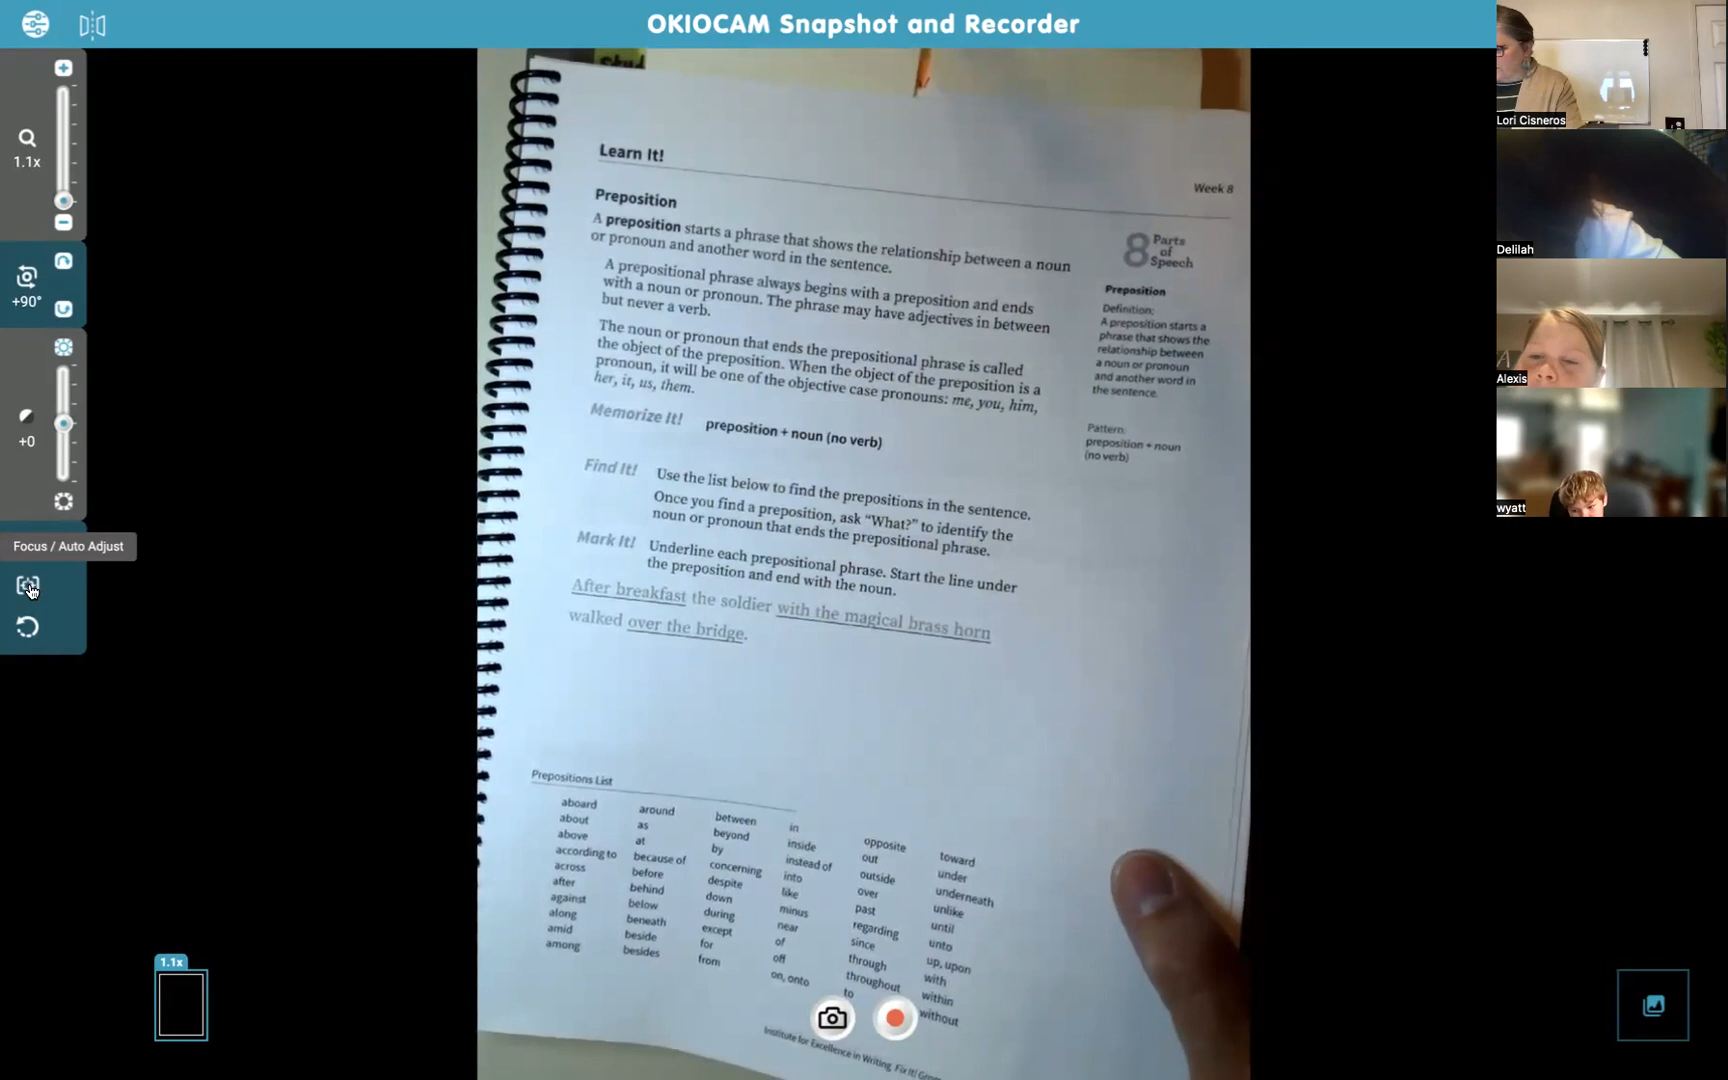 OKIOCAM Snapshot and Recorder
1.1x
+90°
+0
Focus / Auto Adjust
1.1x
Lori Cisneros
Delilah
Alexis
wyatt
Learn It!
Week 8
Preposition
A preposition starts a phrase that shows the relationship between a noun
or pronoun and another word in the sentence.
A prepositional phrase always begins with a preposition and ends
with a noun or pronoun. The phrase may have adjectives in between
but never a verb.
The noun or pronoun that ends the prepositional phrase is called
the object of the preposition. When the object of the preposition is a
pronoun, it will be one of the objective case pronouns: me, you, him,
her, it, us, them.
Memorize It! preposition + noun (no verb)
Find It! Use the list below to find the prepositions in the sentence.
Once you find a preposition, ask “What?” to identify the
noun or pronoun that ends the prepositional phrase.
Mark It! Underline each prepositional phrase. Start the line under
the preposition and end with the noun.
After breakfast the soldier with the magical brass horn
walked over the bridge.
8 Parts
of
Speech
Preposition
Definition:
A preposition starts a
phrase that shows the
relationship between
a noun or pronoun
and another word in
the sentence.
Pattern:
preposition + noun
(no verb)
Prepositions List
aboard
about
above
according to
across
after
against
along
amid
among
around
as
at
because of
before
behind
below
beneath
beside
besides
between
beyond
by
concerning
despite
down
during
except
for
from
in
inside
instead of
into
like
minus
near
of
off
on, onto
opposite
out
outside
over
past
regarding
since
through
throughout
to
toward
under
underneath
unlike
until
unto
up, upon
with
within
without
Institute for Excellence in Writing Fix It!